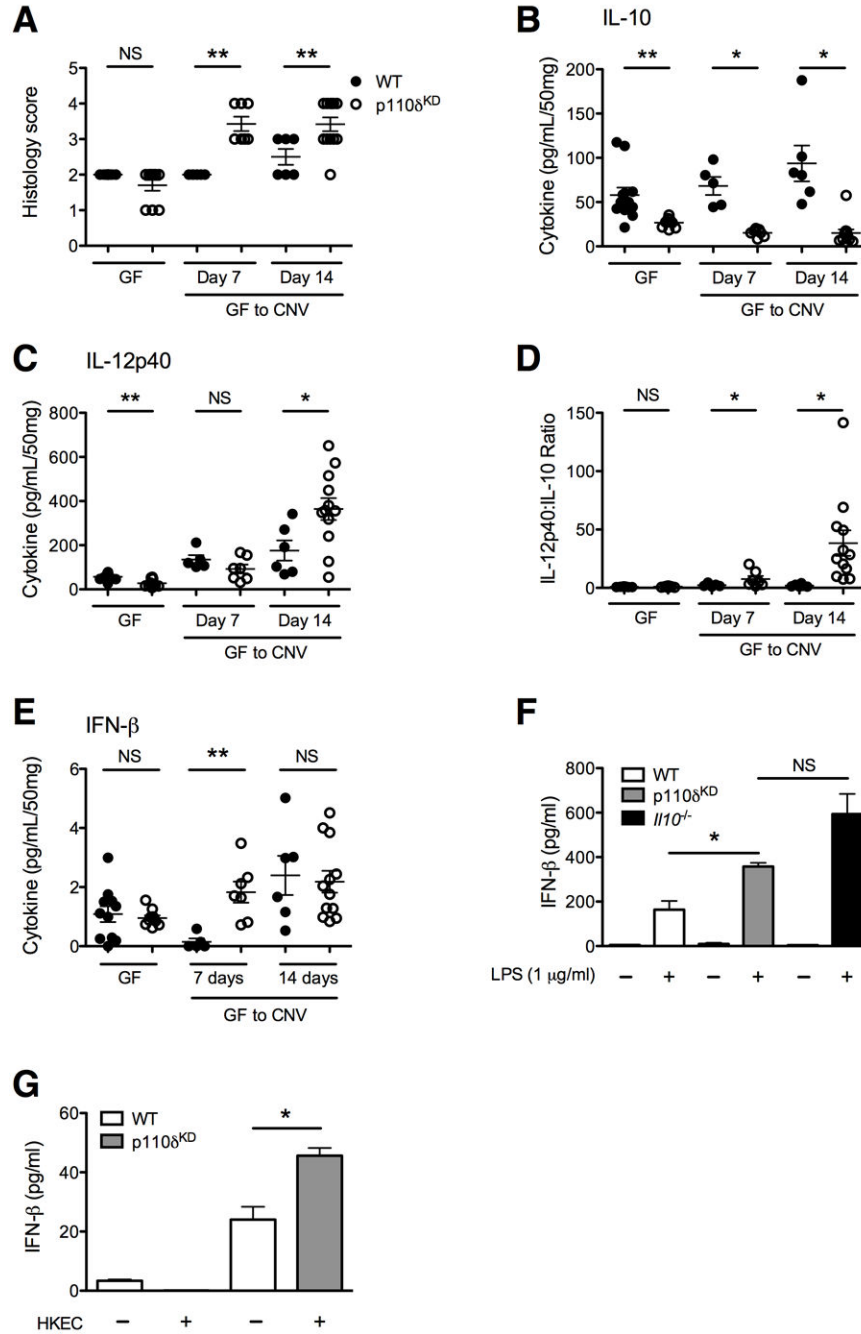 A
NS
**
**
5
4
3
2
1
0
Histology score
WT
p110δKD
GF
Day 7
Day 14
GF to CNV
B
IL-10
**
*
*
200
150
100
50
0
Cytokine (pg/mL/50mg)
GF
Day 7
Day 14
GF to CNV
C
IL-12p40
**
NS
*
800
600
400
200
0
Cytokine (pg/mL/50mg)
GF
Day 7
Day 14
GF to CNV
D
NS
*
*
150
100
50
0
IL-12p40:IL-10 Ratio
GF
Day 7
Day 14
GF to CNV
E
IFN-β
NS
**
NS
6
4
2
0
Cytokine (pg/mL/50mg)
GF
7 days
14 days
GF to CNV
F
WT
p110δKD
Il10-/-
NS
*
800
600
400
200
0
IFN-β (pg/ml)
LPS (1 μg/ml) – + – + – +
G
WT
p110δKD
*
60
40
20
0
IFN-β (pg/ml)
HKEC – + – +